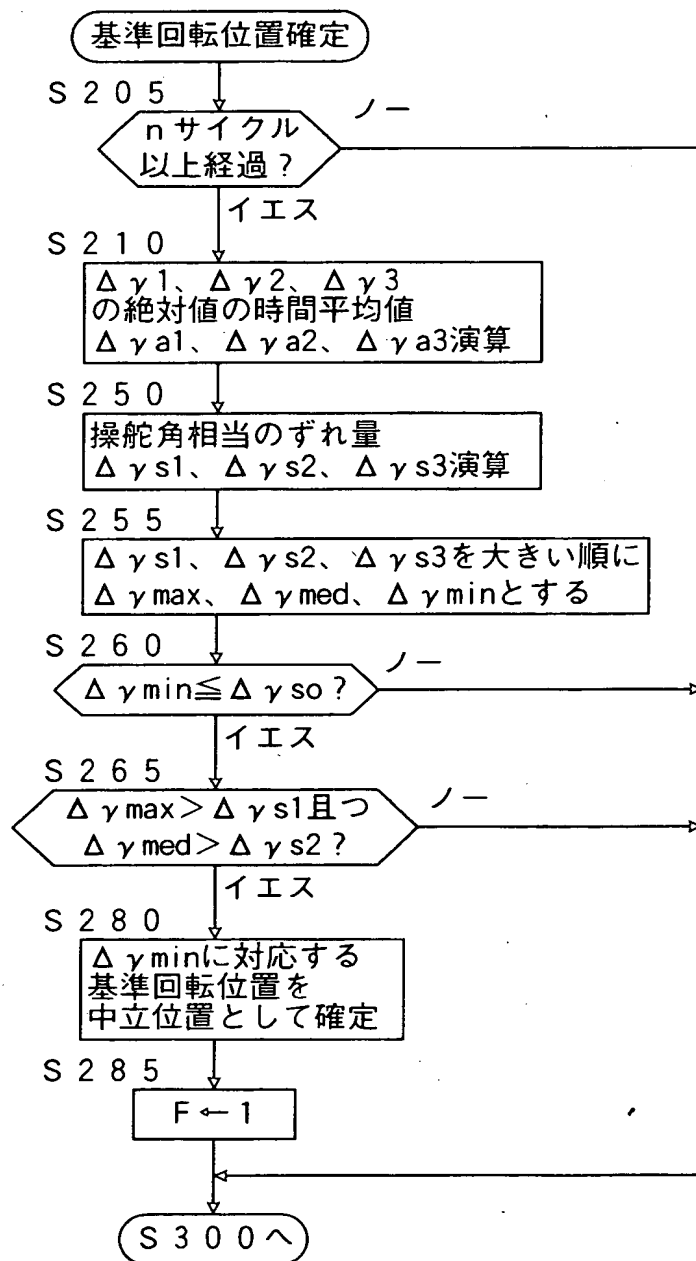 基準回転位置確定
S205
ノー
nサイクル
以上経過?
イエス
S210
Δγ1、Δγ2、Δγ3
の絶対値の時間平均値
Δγa1、Δγa2、Δγa3演算
S250
操舵角相当のずれ量
Δγs1、Δγs2、Δγs3演算
S255
Δγs1、Δγs2、Δγs3を大きい順に
Δγmax、Δγmed、Δγminとする
S260
ノー
Δγmin≦Δγso?
イエス
S265
ノー
Δγmax>Δγs1且つ
Δγmed>Δγs2?
イエス
S280
Δγminに対応する
基準回転位置を
中立位置として確定
S285
F←1
S300へ